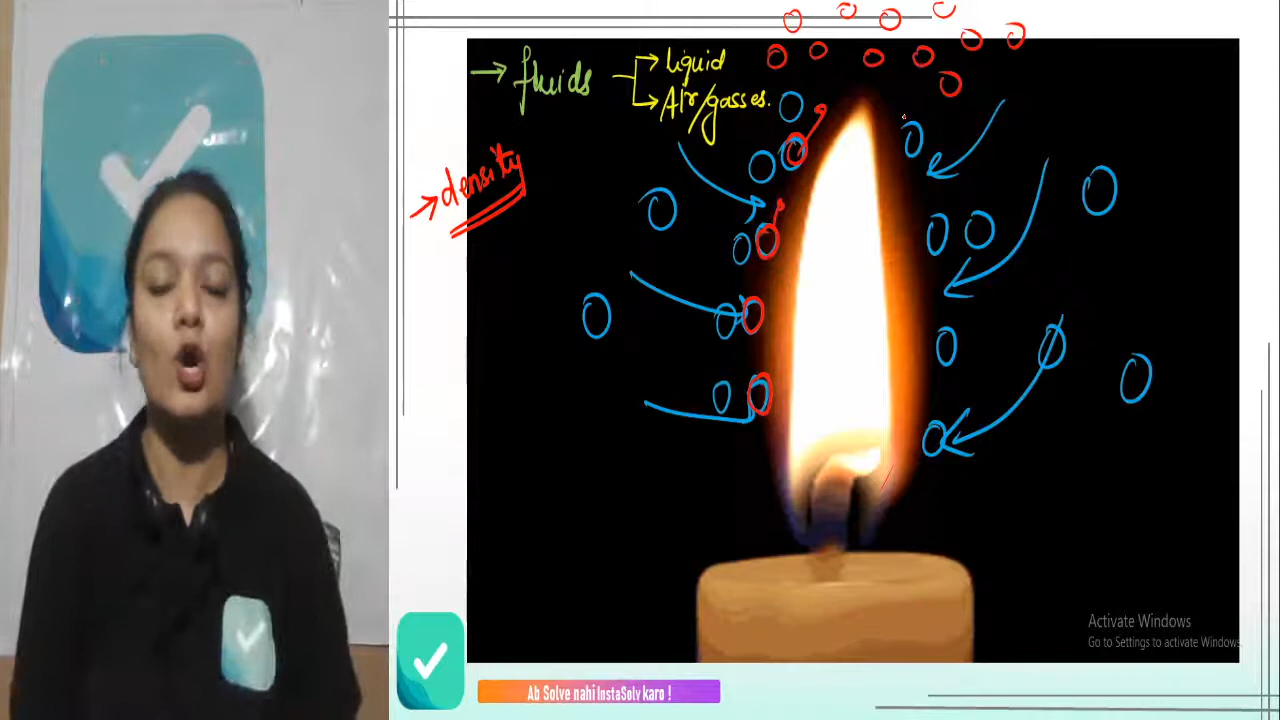 → fluids → Liquid
→ Air/gasses.
→ density
Activate Windows
Go to Settings to activate Windows.
Ab Solve nahi InstaSolv karo !